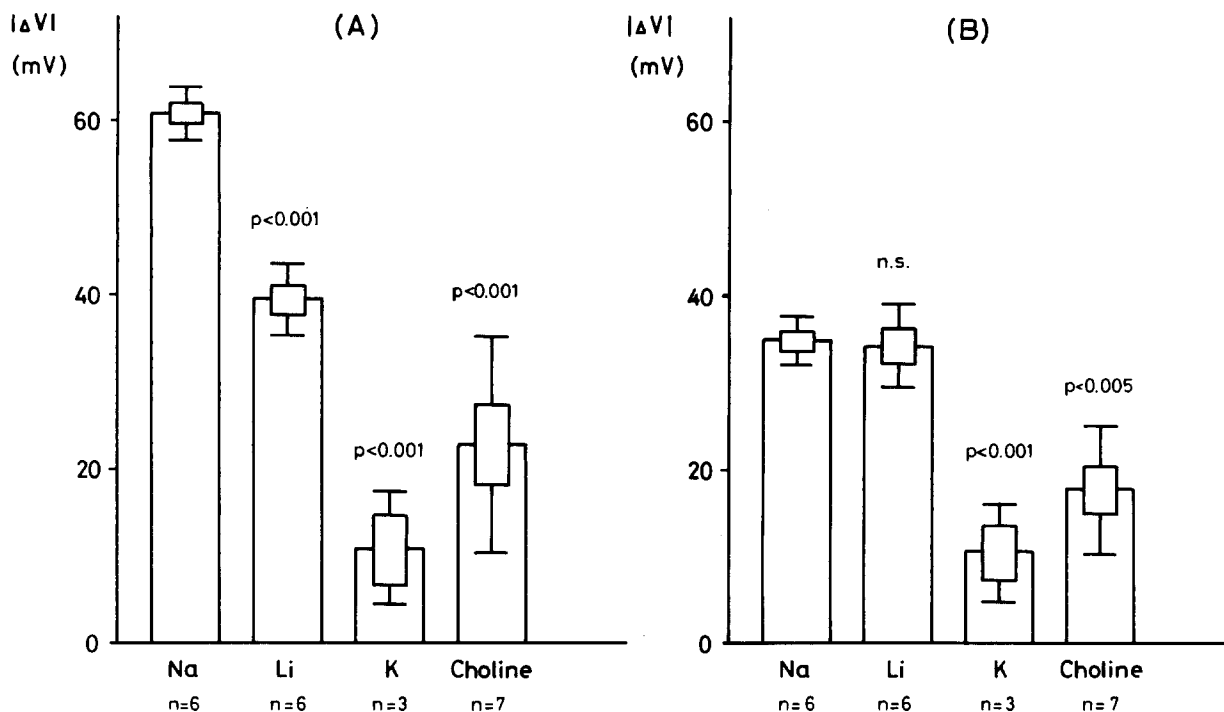 |ΔV|
(mV)
(A)
60
40
20
0
p<0.001
p<0.001
p<0.001
Na Li K Choline
n=6 n=6 n=3 n=7
|ΔV|
(mV)
(B)
60
40
20
0
n.s.
p<0.005
p<0.001
Na Li K Choline
n=6 n=6 n=3 n=7